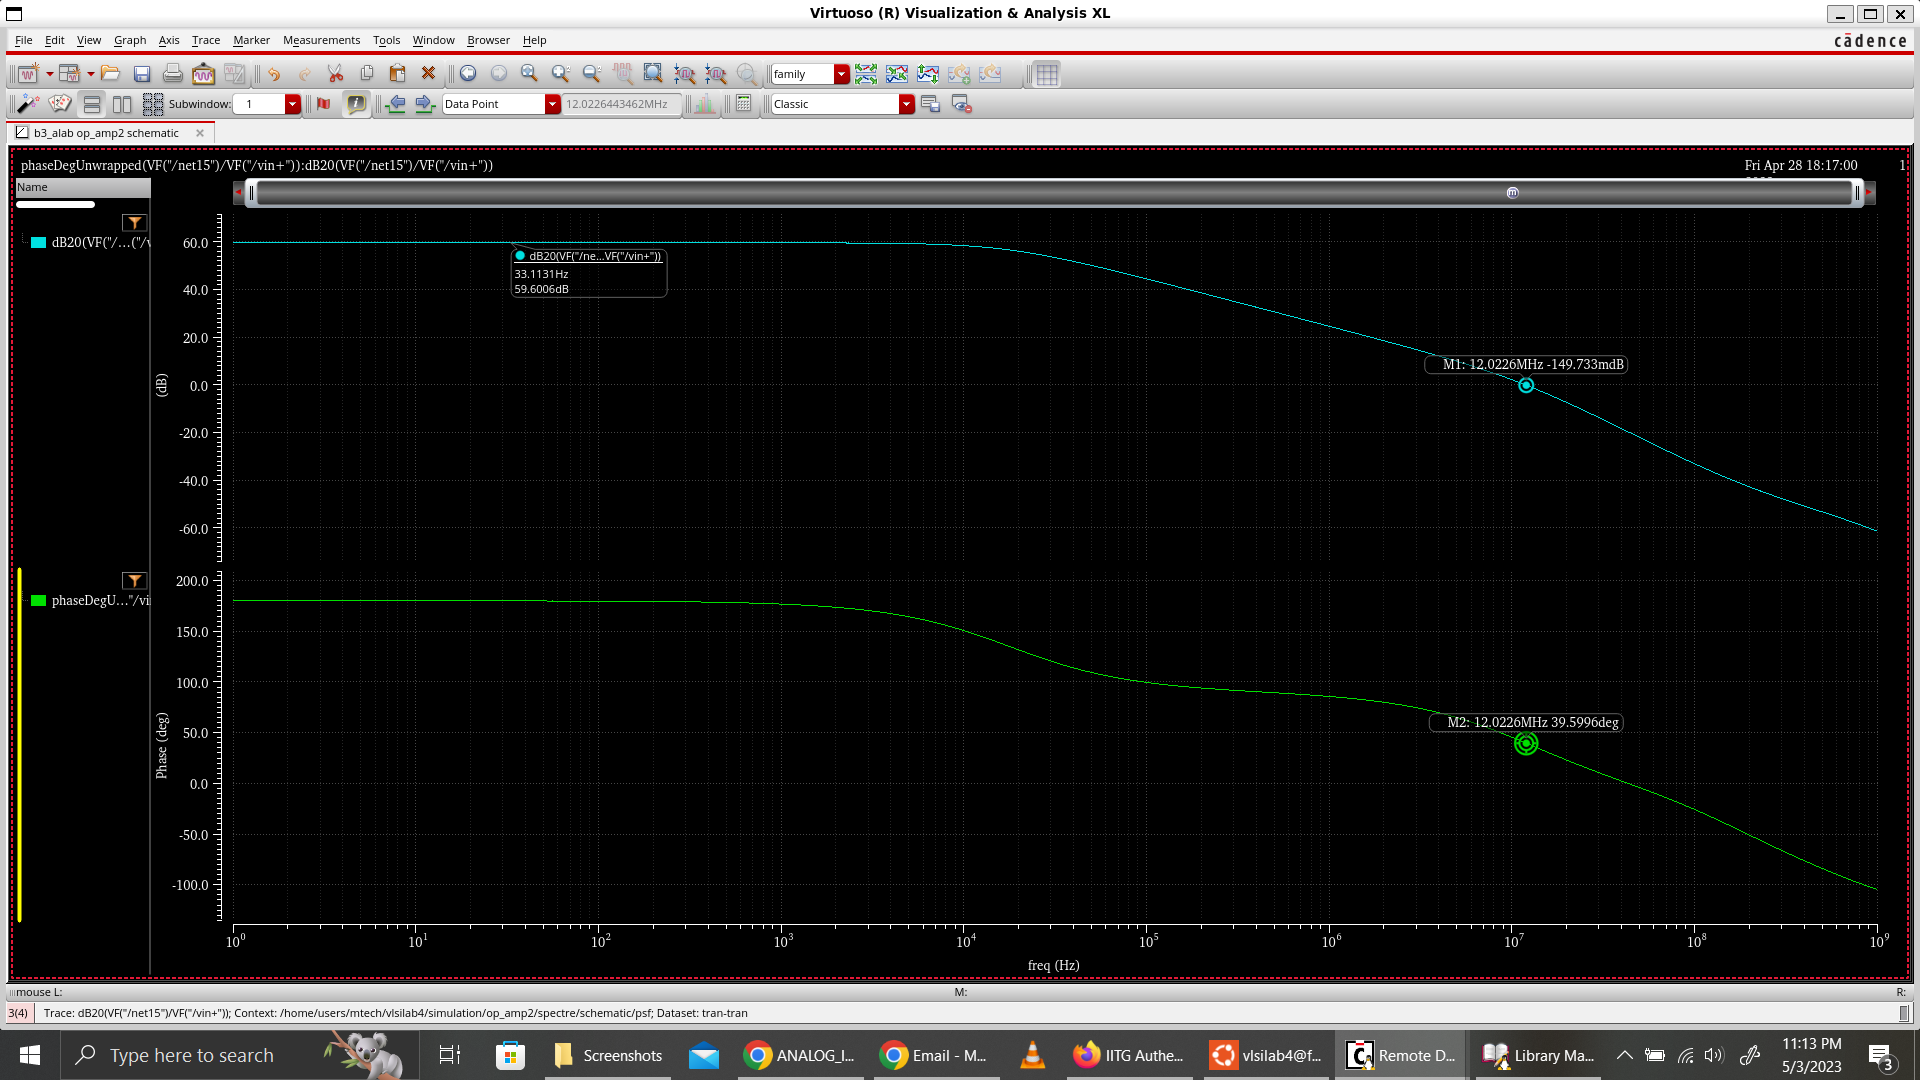 Virtuoso (R) Visualization & Analysis XL
File Edit View Graph Axis Trace Marker Measurements Tools Window Browser Help
cādence
family
Subwindow: 1
Data Point
12.0226443462MHz
Classic
b3_alab op_amp2 schematic
phaseDegUnwrapped(VF("/net15")/VF("/vin+")):dB20(VF("/net15")/VF("/vin+"))
Fri Apr 28 18:17:00
1
Name
dB20(VF("/...("/v
60.0
40.0
20.0
0.0
-20.0
-40.0
-60.0
(dB)
dB20(VF("/ne...VF("/vin+"))
33.1131Hz
59.6006dB
M1: 12.0226MHz -149.733mdB
phaseDegU..."/vi
200.0
150.0
100.0
50.0
0.0
-50.0
-100.0
Phase (deg)
M2: 12.0226MHz 39.5996deg
10^0 10^1 10^2 10^3 10^4 10^5 10^6 10^7 10^8 10^9
freq (Hz)
mouse L: M: R:
3(4) Trace: dB20(VF("/net15")/VF("/vin+")); Context: /home/users/mtech/vlsilab4/simulation/op_amp2/spectre/schematic/psf; Dataset: tran-tran
Type here to search
Screenshots
ANALOG_I...
Email - M...
IITG Authe...
vlsilab4@f...
Remote D...
Library Ma...
11:13 PM
5/3/2023
3